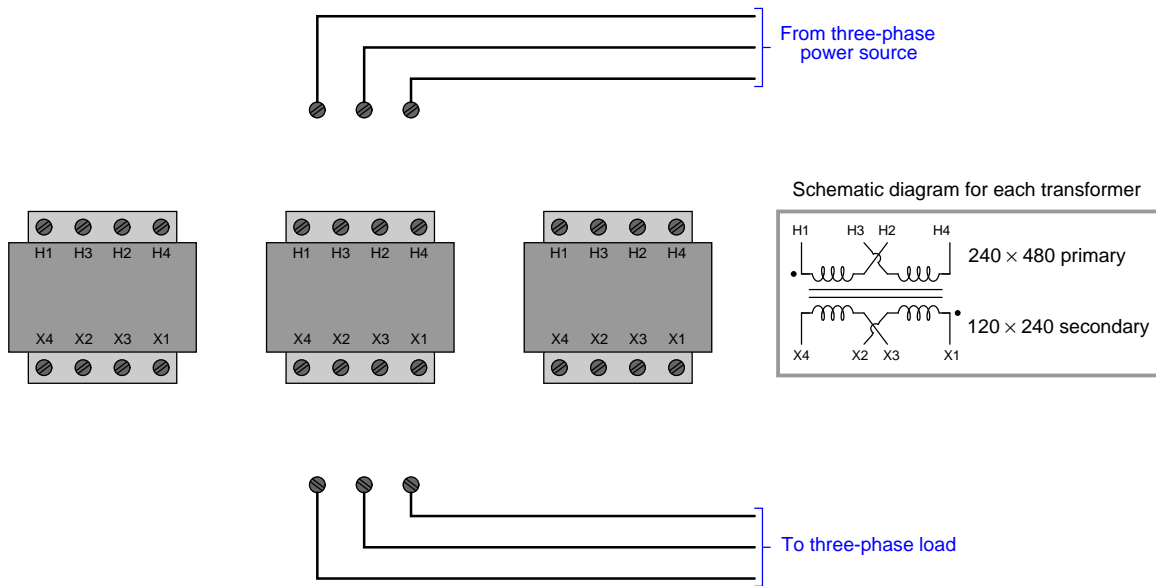 From three-phase
power source
Schematic diagram for each transformer
H1 H3 H2 H4
H1 H3 H2 H4
H1 H3 H2 H4
H1 H3 H2 H4
240 × 480 primary
X4 X2 X3 X1
X4 X2 X3 X1
X4 X2 X3 X1
120 × 240 secondary
X4 X2 X3 X1
To three-phase load